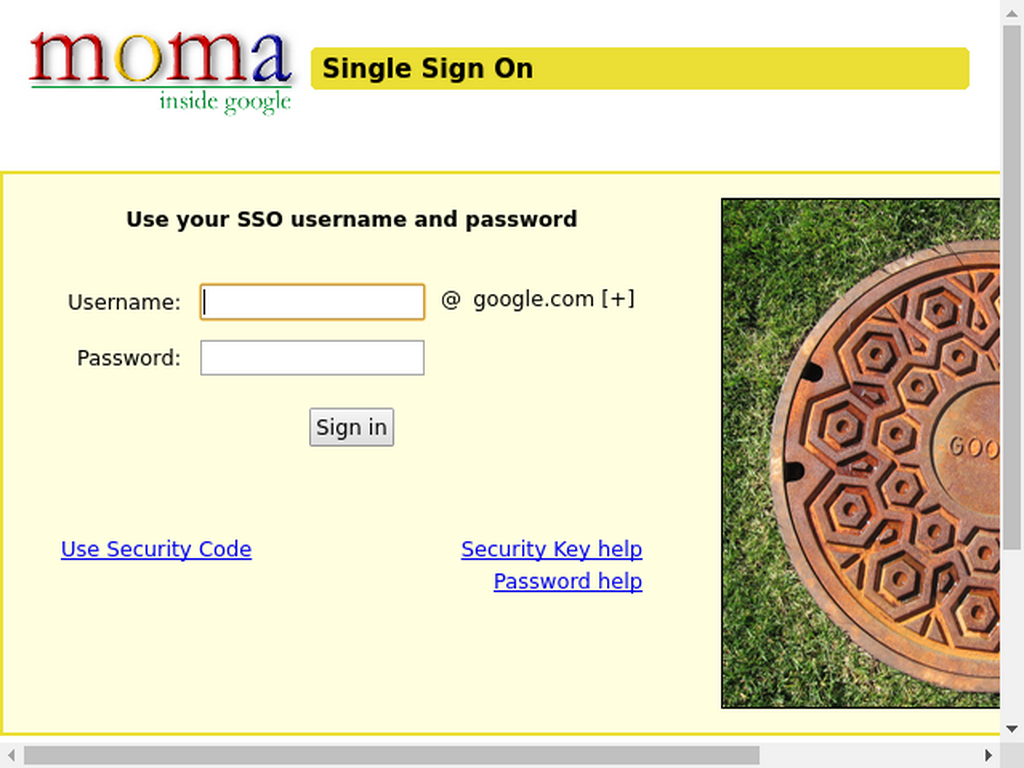 moma
inside google
Single Sign On
Use your SSO username and password
Username:
@ google.com [+]
Password:
Sign in
Use Security Code
Security Key help
Password help
GOO